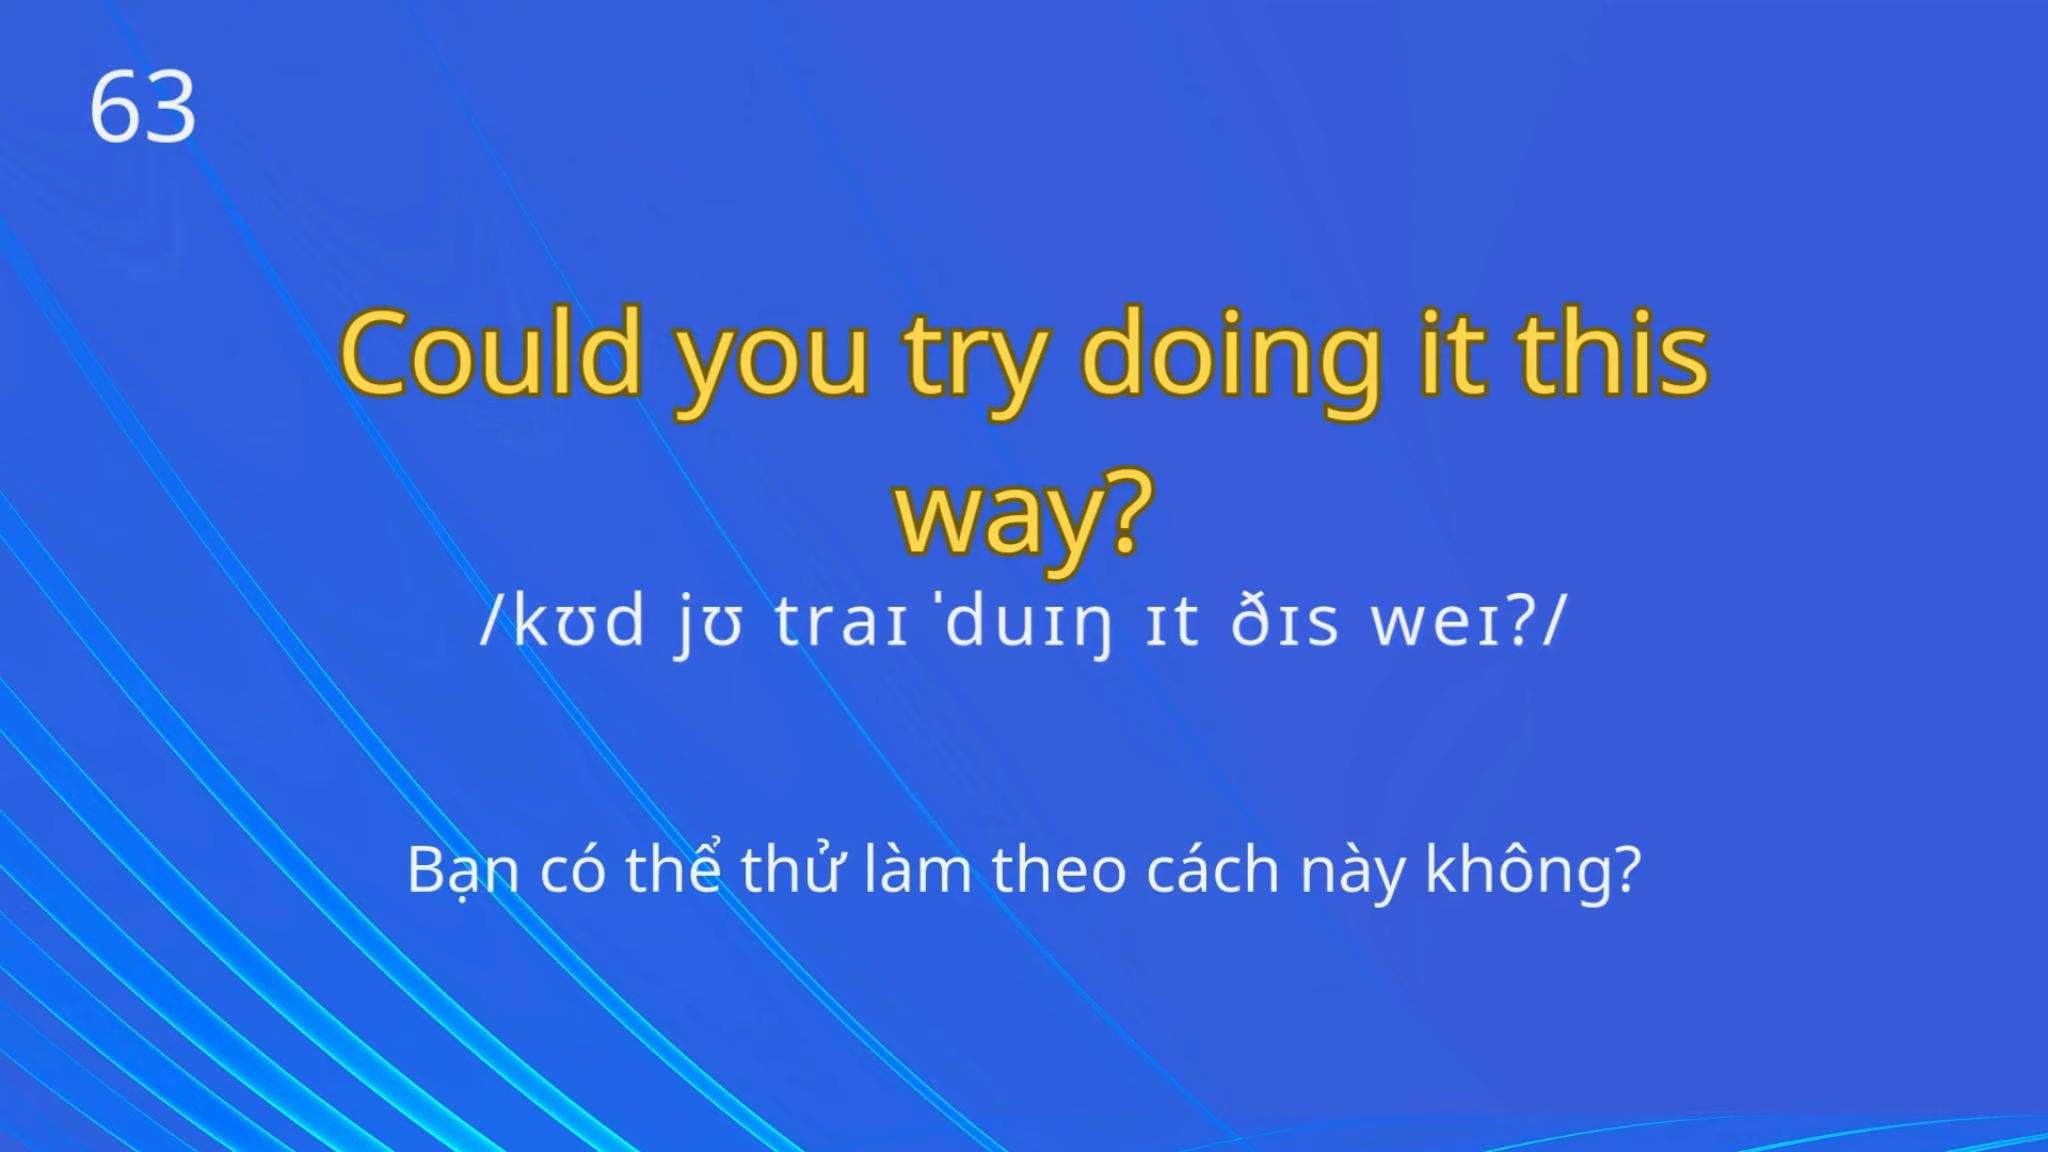 63
Could you try doing it this
way?
/kʊd jʊ traɪ ˈduɪŋ ɪt ðɪs weɪ?/
Bạn có thể thử làm theo cách này không?